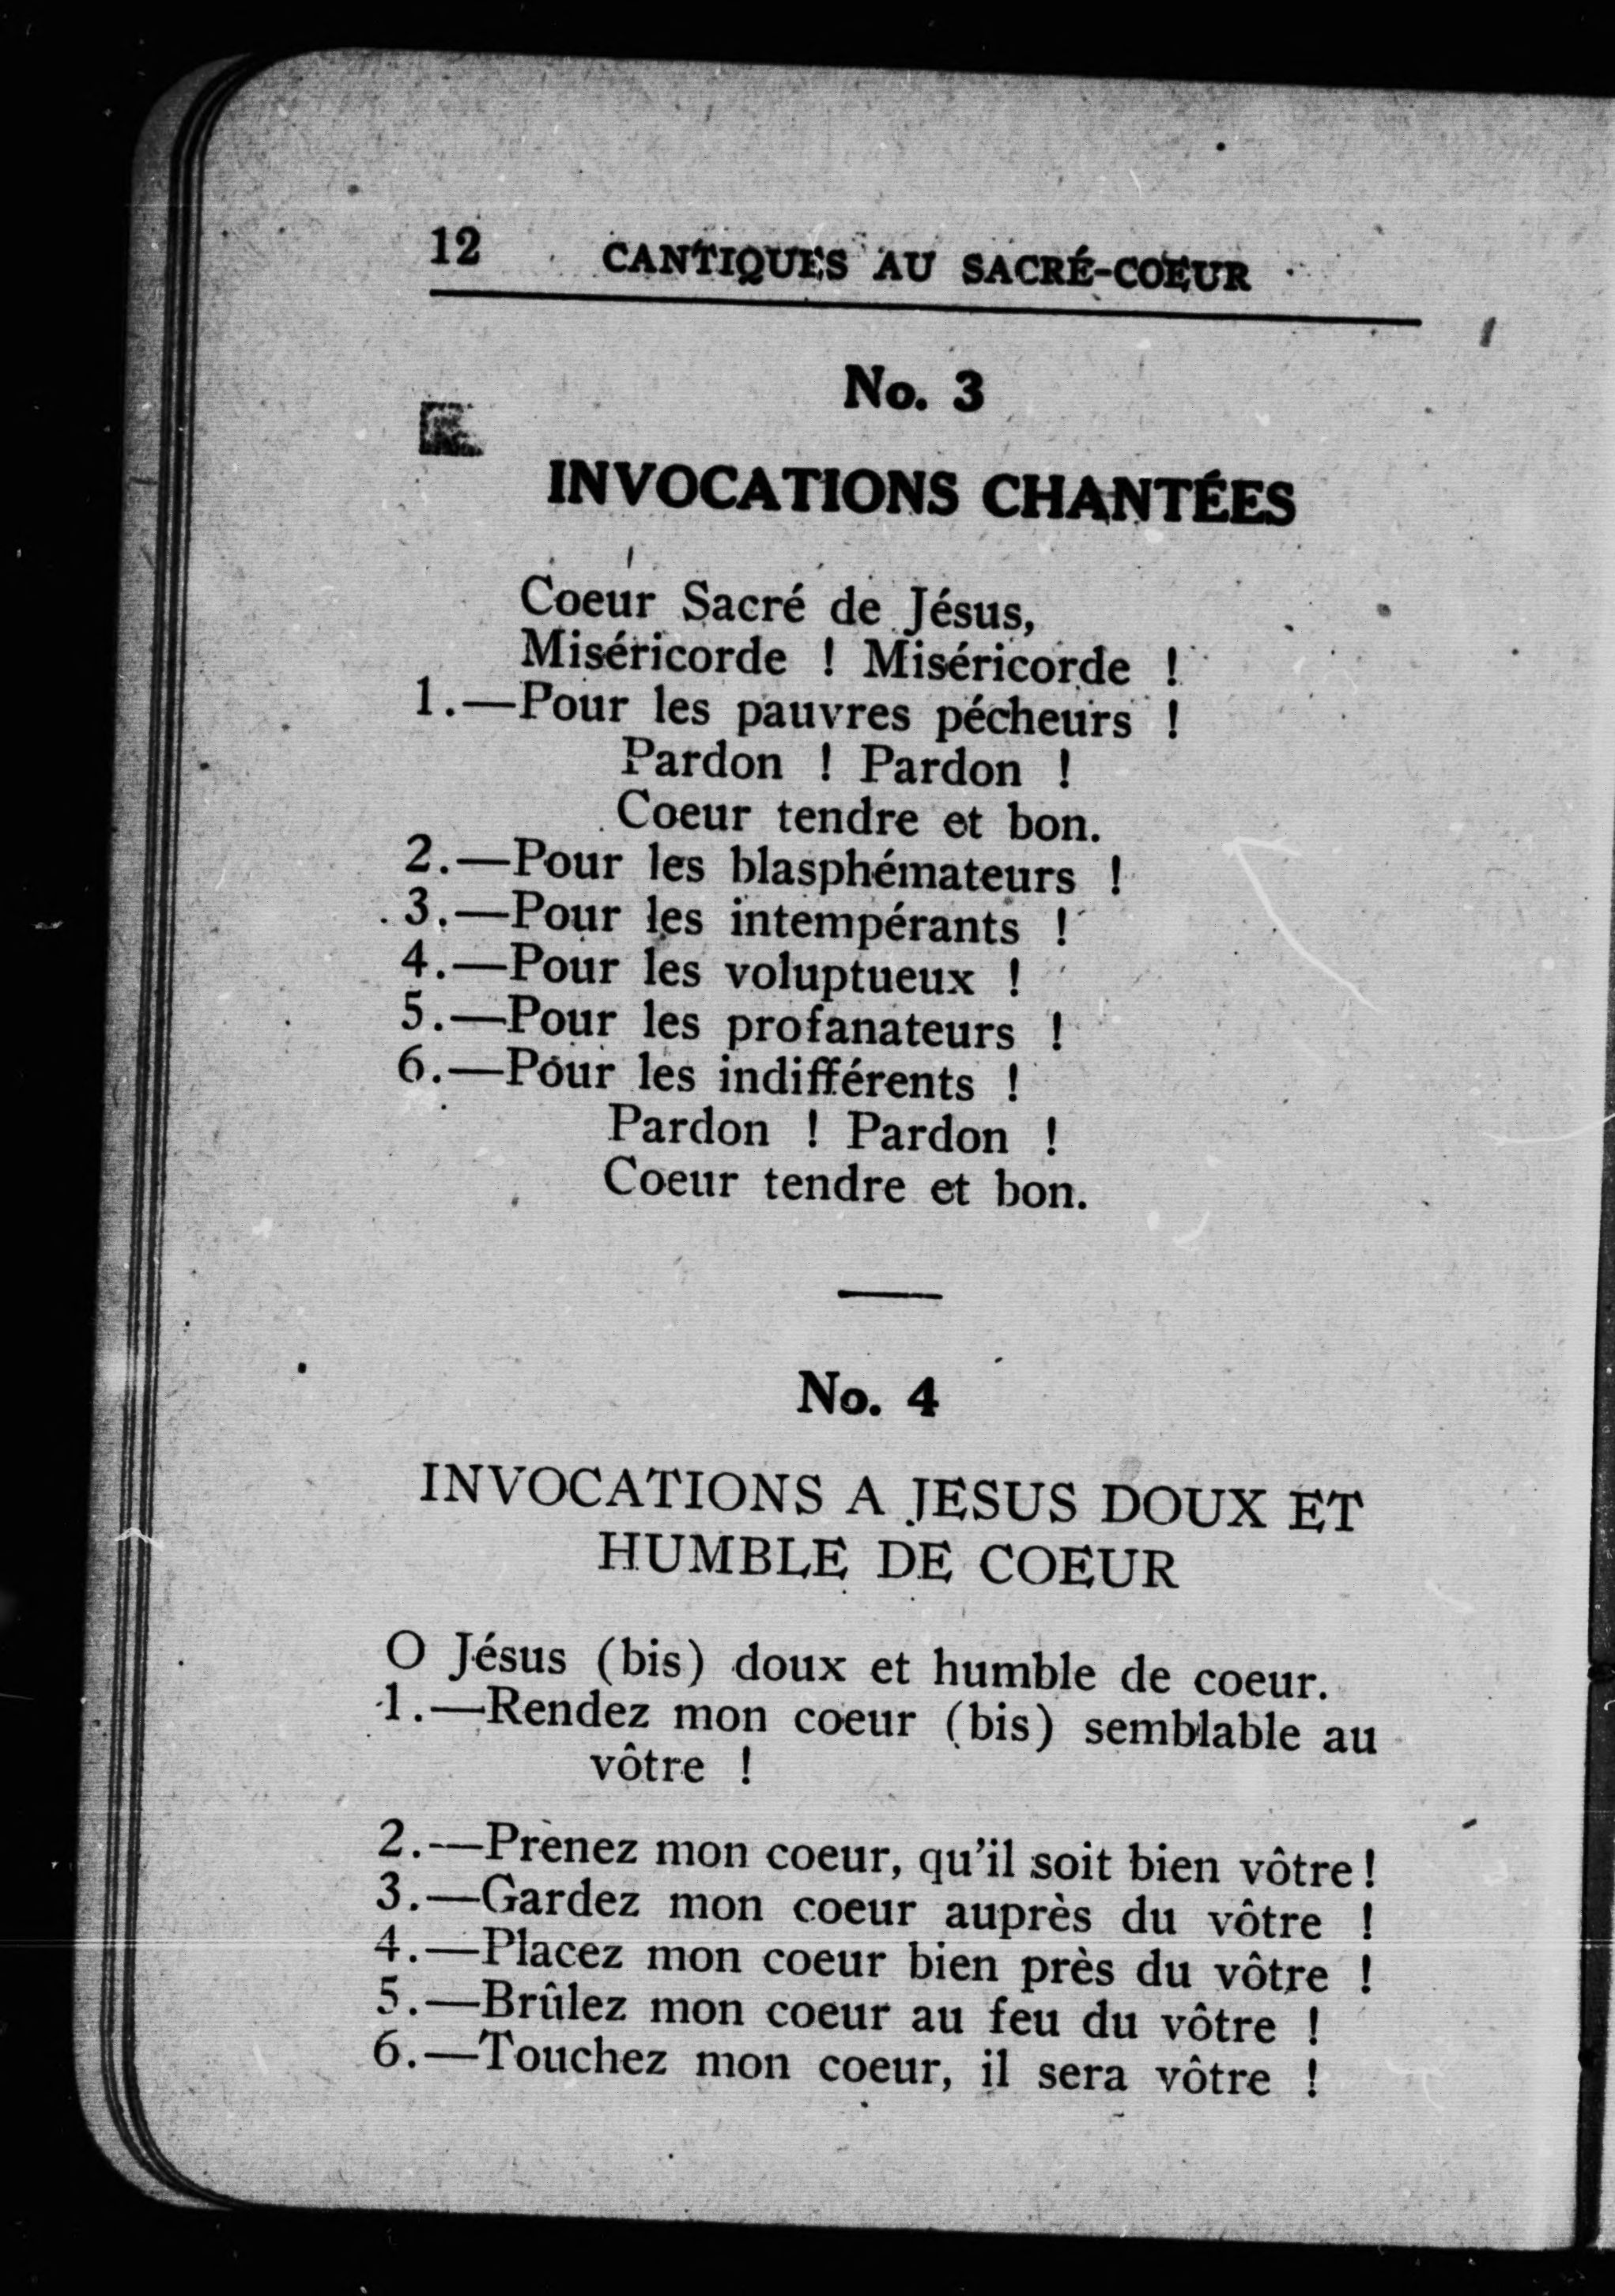 12 CANTIQUES AU SACRÉ-COEUR
No. 3
INVOCATIONS CHANTÉES
Coeur Sacré de Jésus,
Miséricorde ! Miséricorde !
1.—Pour les pauvres pécheurs !
Pardon ! Pardon !
Coeur tendre et bon.
2.—Pour les blasphémateurs !
3.—Pour les intempérants !
4.—Pour les voluptueux !
5.—Pour les profanateurs !
6.—Pour les indifférents !
Pardon ! Pardon !
Coeur tendre et bon.
No. 4
INVOCATIONS A JESUS DOUX ET
HUMBLE DE COEUR
O Jésus (bis) doux et humble de coeur.
1.—Rendez mon coeur (bis) semblable au
vôtre !
2.—Prenez mon coeur, qu'il soit bien vôtre !
3.—Gardez mon coeur auprès du vôtre !
4.—Placez mon coeur bien près du vôtre !
5.—Brûlez mon coeur au feu du vôtre !
6.—Touchez mon coeur, il sera vôtre !